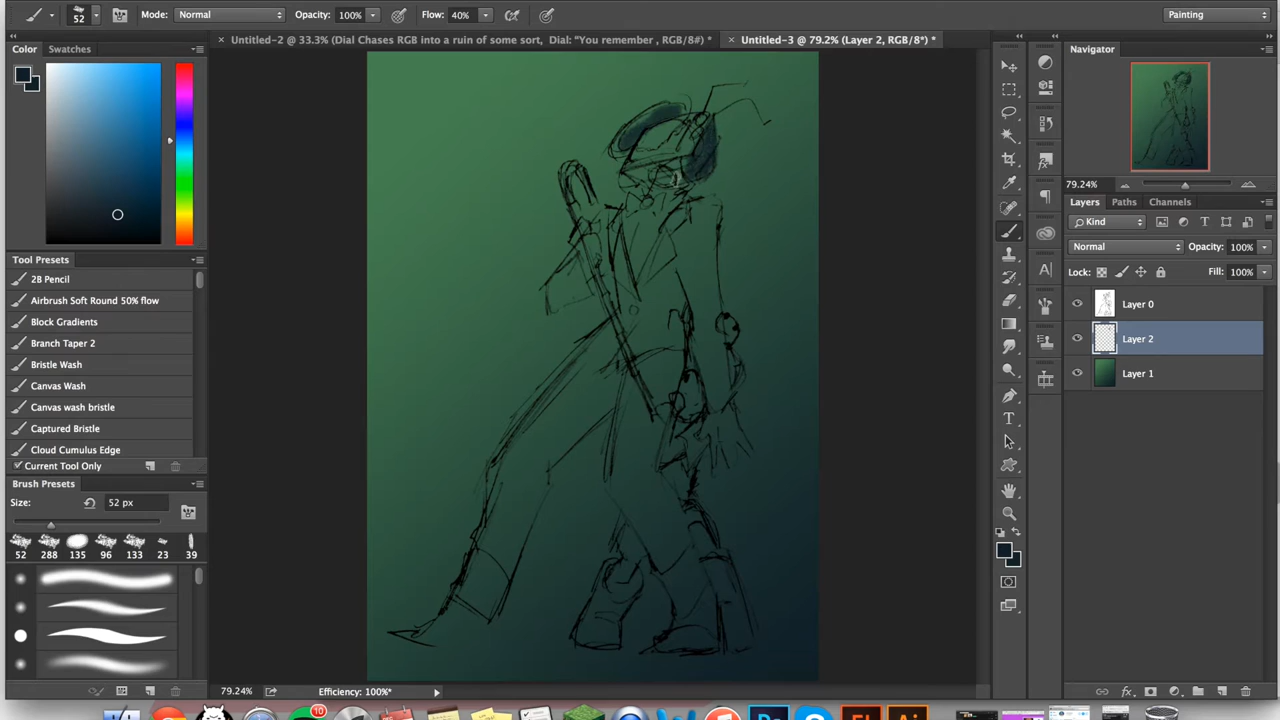 52 Mode: Normal Opacity: 100% Flow: 40% Painting
Untitled-2 @ 33.3% (Dial Chases RGB into a ruin of some sort, Dial: “You remember , RGB/8#) * Untitled-3 @ 79.2% (Layer 2, RGB/8*) *
Color Swatches
Navigator
79.24%
Layers Paths Channels
Kind
Normal Opacity: 100%
Lock: Fill: 100%
Layer 0
Layer 2
Layer 1
Tool Presets
2B Pencil
Airbrush Soft Round 50% flow
Block Gradients
Branch Taper 2
Bristle Wash
Canvas Wash
Canvas wash bristle
Captured Bristle
Cloud Cumulus Edge
Current Tool Only
Brush Presets
Size: 52 px
52 288 135 96 133 23 39
79.24% Efficiency: 100%*
10
Ps Fl Ai